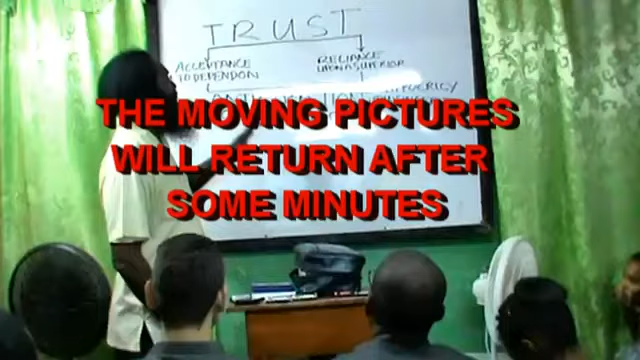 TRUST
ACCEPTANCE RELIANCE
TO DEPEND ON UPON A SUPERIOR
THE MOVING PICTURES
WILL RETURN AFTER
SOME MINUTES